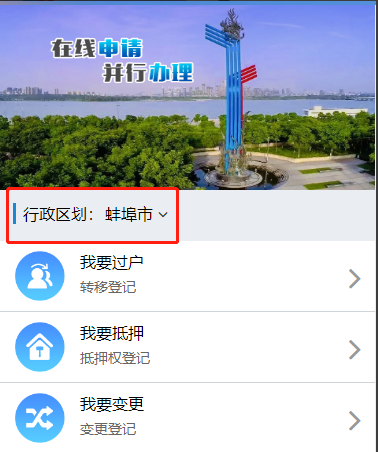 在线申请
并行办理
行政区划：蚌埠市
我要过户
转移登记
我要抵押
抵押权登记
我要变更
变更登记